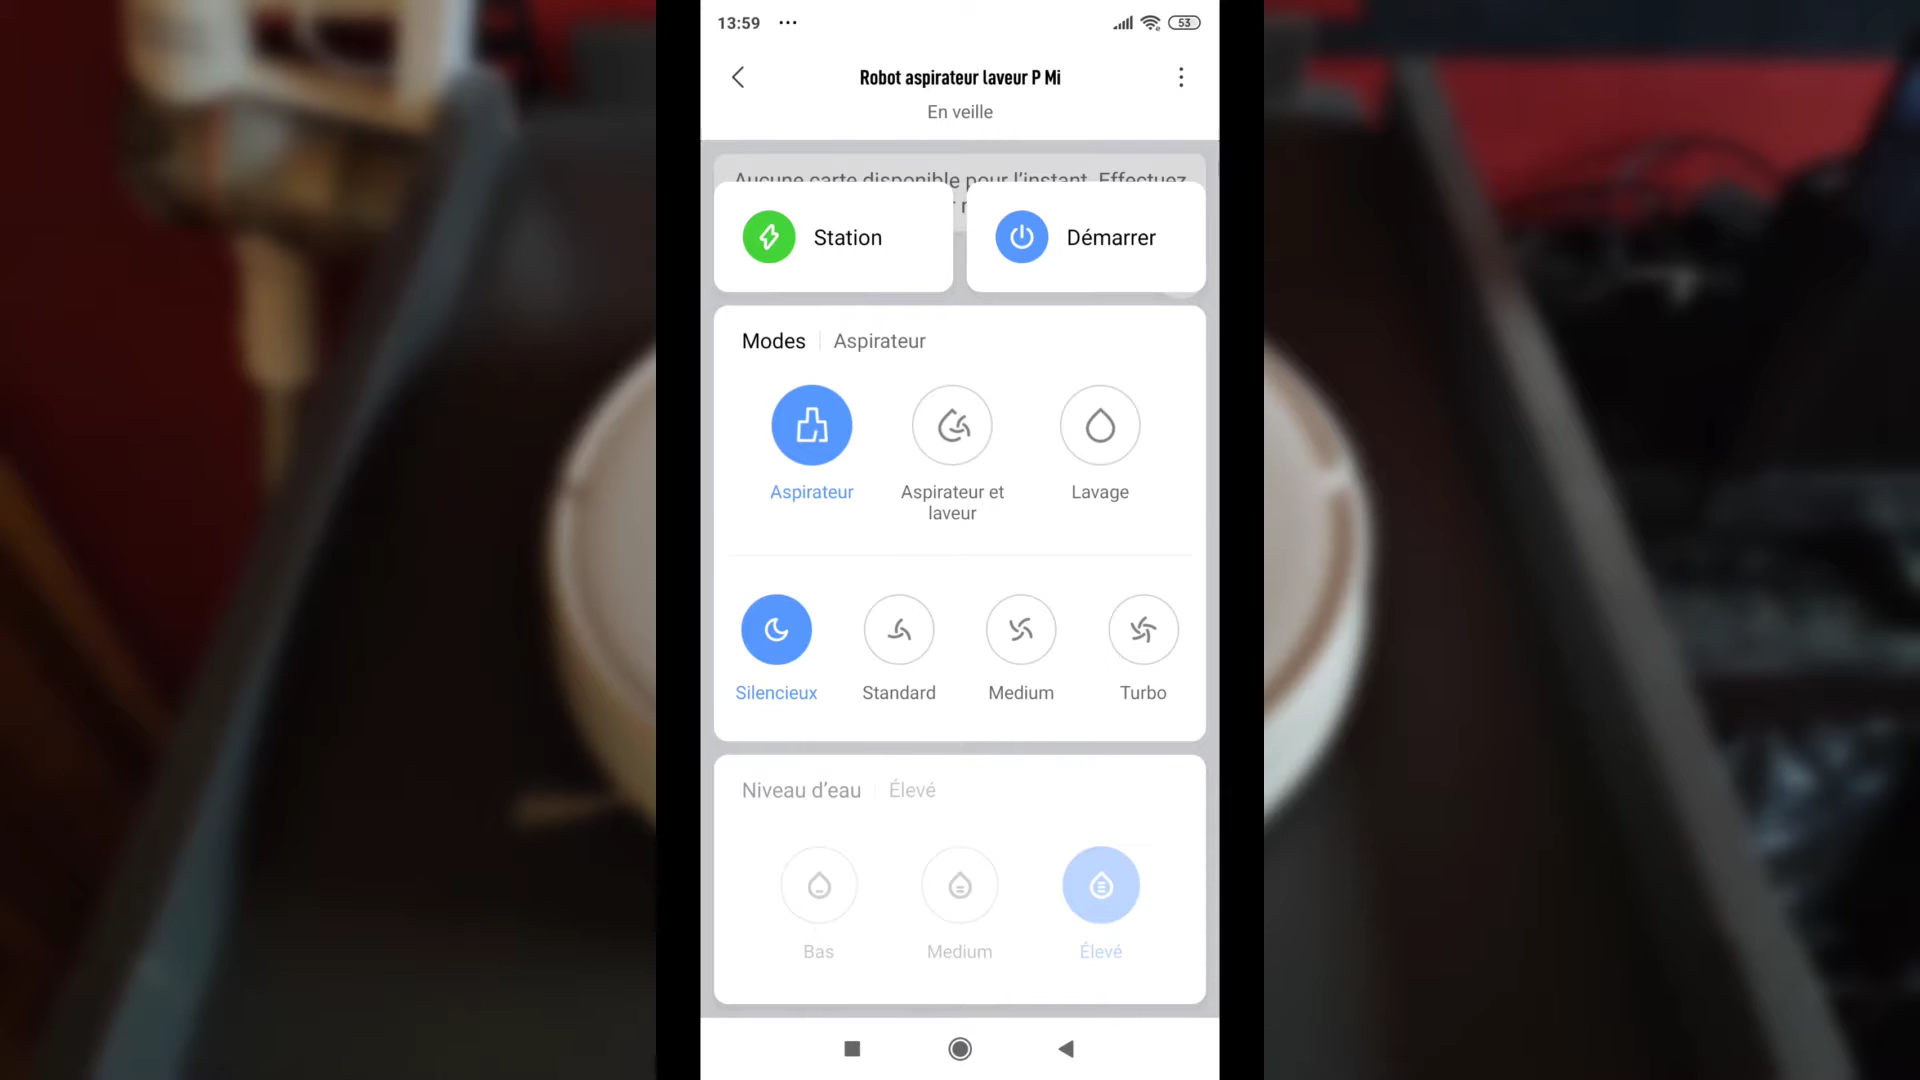 13:59 ... 53
Robot aspirateur laveur P Mi
En veille
Aucune carte disponible pour l'instant. Effectuez
Station
Démarrer
Modes Aspirateur
Aspirateur
Aspirateur et
laveur
Lavage
Silencieux
Standard
Medium
Turbo
Niveau d'eau Élevé
Bas
Medium
Élevé